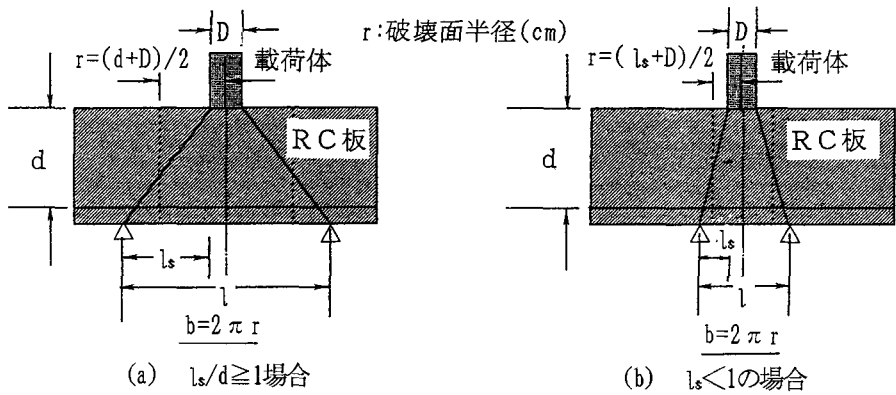 r:破壊面半径(cm)
D
r=(d+D)/2
載荷体
RC板
d
ls
l
b=2πr
(a) ls/d≧1場合
D
r=(ls+D)/2
載荷体
RC板
d
ls
l
b=2πr
(b) ls<1の場合